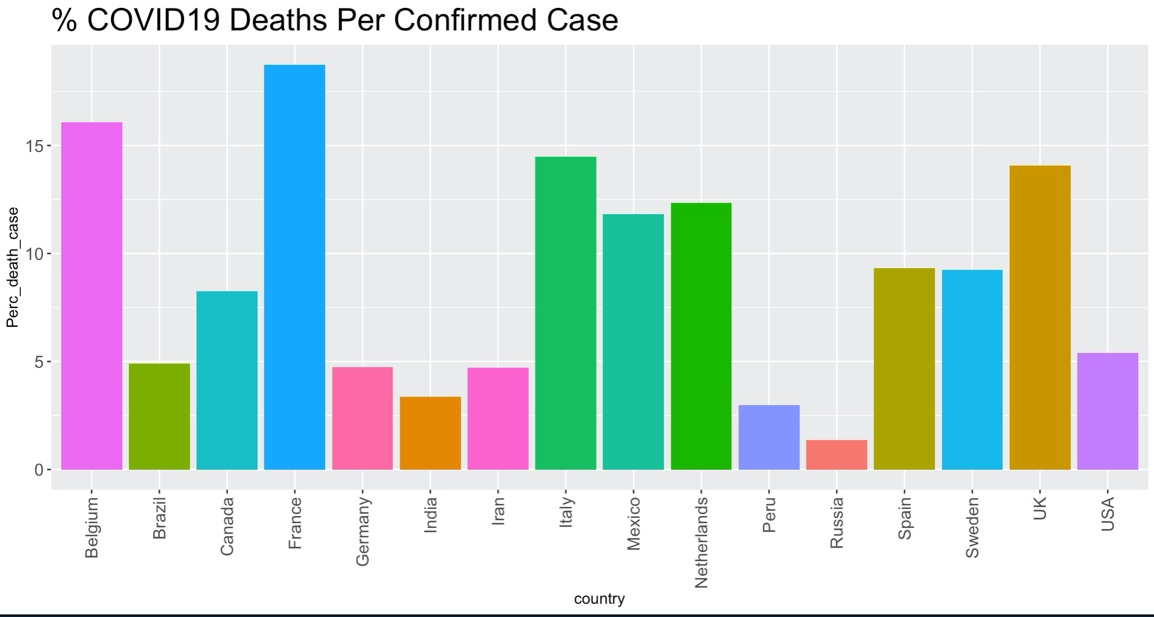 % COVID19 Deaths Per Confirmed Case
Perc_death_case
15
10
5
0
Belgium
Brazil
Canada
France
Germany
India
Iran
Italy
Mexico
Netherlands
Peru
Russia
Spain
Sweden
UK
USA
country